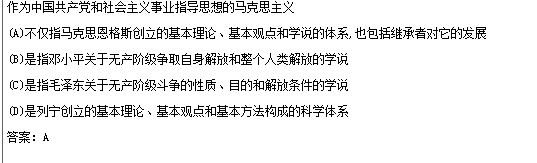 作为中国共产党和社会主义事业指导思想的马克思主义
(A)不仅指马克思恩格斯创立的基本理论、基本观点和学说的体系,也包括继承者对它的发展
(B)是指邓小平关于无产阶级争取自身解放和整个人类解放的学说
(C)是指毛泽东关于无产阶级斗争的性质、目的和解放条件的学说
(D)是列宁创立的基本理论、基本观点和基本方法构成的科学体系
答案: A